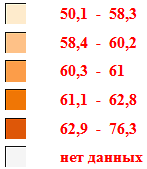 50,1 - 58,3
58,4 - 60,2
60,3 - 61
61,1 - 62,8
62,9 - 76,3
нет данных